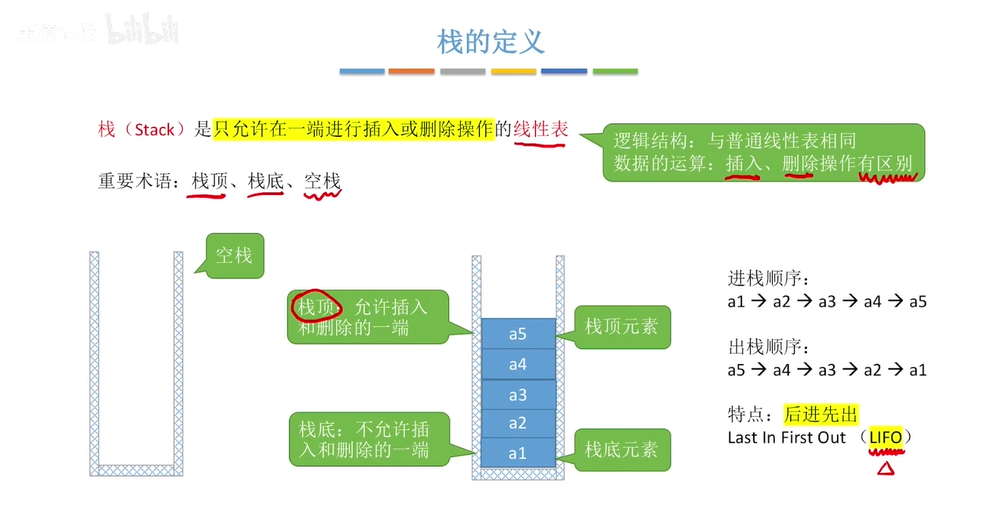 bilibili
栈的定义
栈（Stack）是只允许在一端进行插入或删除操作的线性表
逻辑结构：与普通线性表相同
数据的运算：插入、删除操作有区别
重要术语：栈顶、栈底、空栈
空栈
栈顶：允许插入
和删除的一端
栈底：不允许插
入和删除的一端
a5
a4
a3
a2
a1
栈顶元素
栈底元素
进栈顺序：
a1 → a2 → a3 → a4 → a5
出栈顺序：
a5 → a4 → a3 → a2 → a1
特点：后进先出
Last In First Out （LIFO）